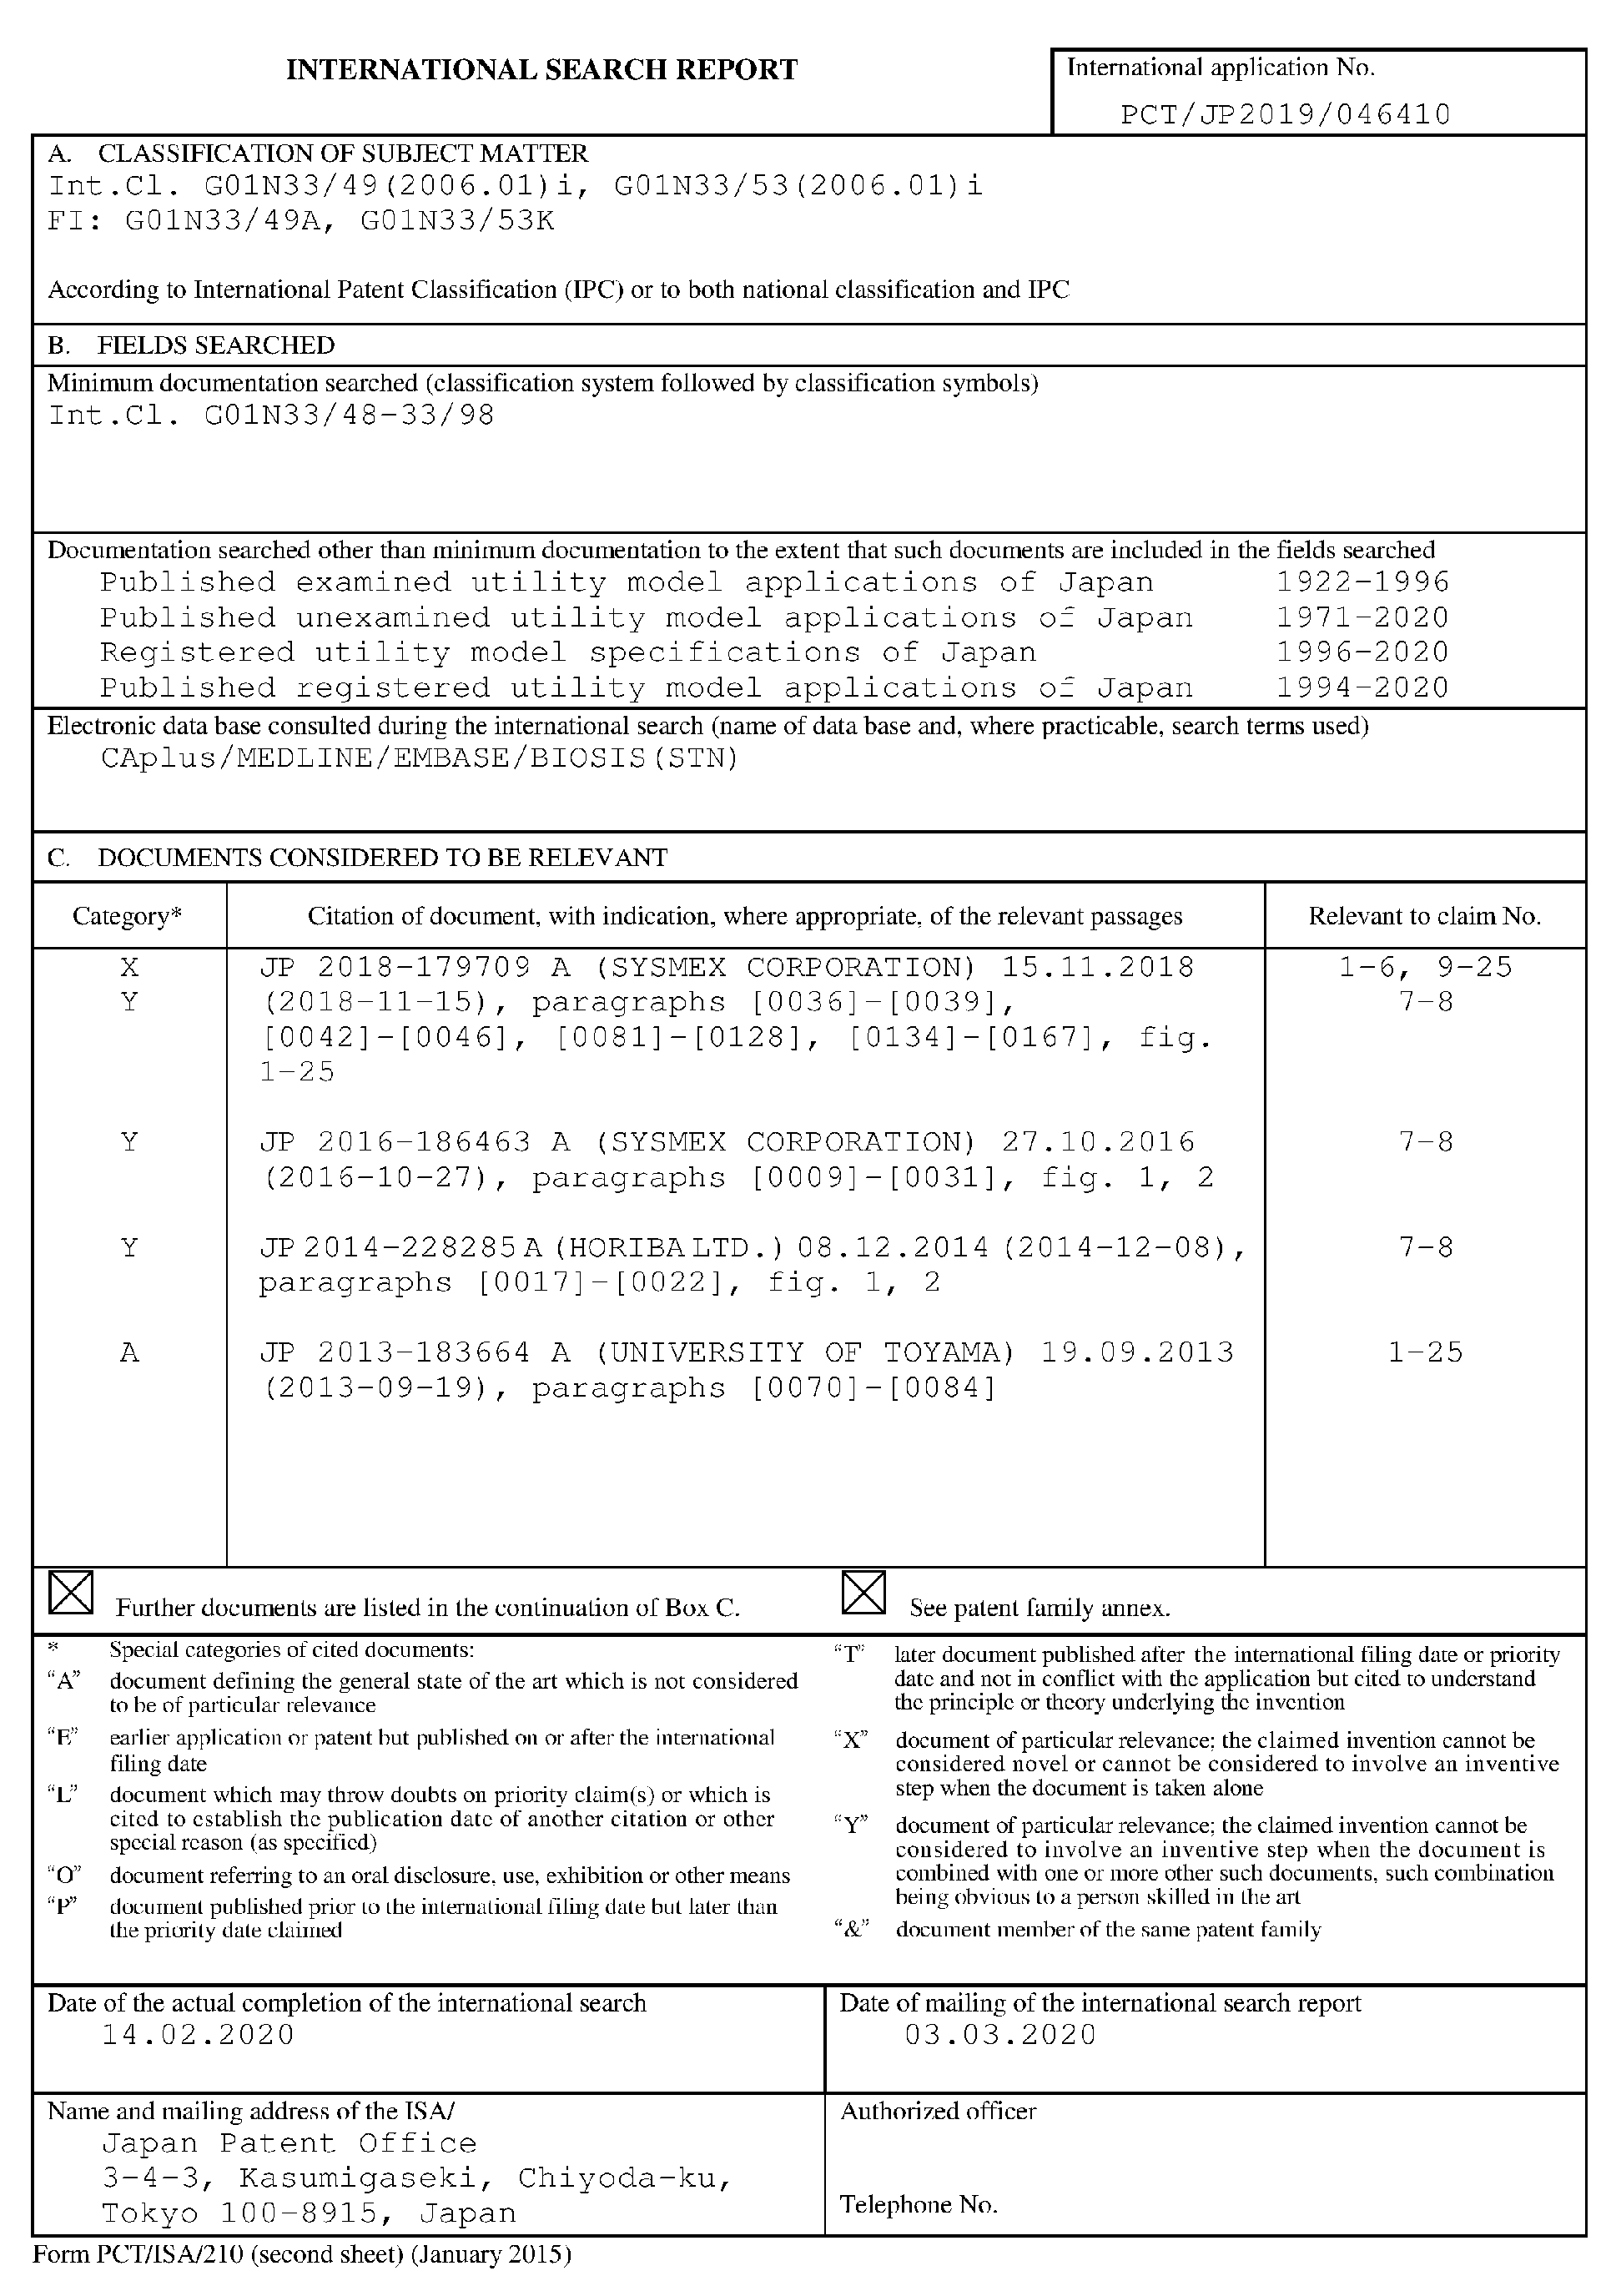 INTERNATIONAL SEARCH REPORT
International application No.
PCT/JP2019/046410
A. CLASSIFICATION OF SUBJECT MATTER
Int.Cl. G01N33/49(2006.01)i, G01N33/53(2006.01)i
FI: G01N33/49A, G01N33/53K
According to International Patent Classification (IPC) or to both national classification and IPC
B. FIELDS SEARCHED
Minimum documentation searched (classification system followed by classification symbols)
Int.Cl. G01N33/48-33/98
Documentation searched other than minimum documentation to the extent that such documents are included in the fields searched
Published examined utility model applications of Japan 1922-1996
Published unexamined utility model applications of Japan 1971-2020
Registered utility model specifications of Japan 1996-2020
Published registered utility model applications of Japan 1994-2020
Electronic data base consulted during the international search (name of data base and, where practicable, search terms used)
CAplus/MEDLINE/EMBASE/BIOSIS(STN)
C. DOCUMENTS CONSIDERED TO BE RELEVANT
Category* Citation of document, with indication, where appropriate, of the relevant passages Relevant to claim No.
X JP 2018-179709 A (SYSMEX CORPORATION) 15.11.2018 1-6, 9-25
Y (2018-11-15), paragraphs [0036]-[0039], 7-8
[0042]-[0046], [0081]-[0128], [0134]-[0167], fig.
1-25
Y JP 2016-186463 A (SYSMEX CORPORATION) 27.10.2016 7-8
(2016-10-27), paragraphs [0009]-[0031], fig. 1, 2
Y JP 2014-228285 A (HORIBA LTD.) 08.12.2014 (2014-12-08), 7-8
paragraphs [0017]-[0022], fig. 1, 2
A JP 2013-183664 A (UNIVERSITY OF TOYAMA) 19.09.2013 1-25
(2013-09-19), paragraphs [0070]-[0084]
Further documents are listed in the continuation of Box C.
See patent family annex.
* Special categories of cited documents:
"A" document defining the general state of the art which is not considered
to be of particular relevance
"E" earlier application or patent but published on or after the international
filing date
"L" document which may throw doubts on priority claim(s) or which is
cited to establish the publication date of another citation or other
special reason (as specified)
"O" document referring to an oral disclosure, use, exhibition or other means
"P" document published prior to the international filing date but later than
the priority date claimed
"T" later document published after the international filing date or priority
date and not in conflict with the application but cited to understand
the principle or theory underlying the invention
"X" document of particular relevance; the claimed invention cannot be
considered novel or cannot be considered to involve an inventive
step when the document is taken alone
"Y" document of particular relevance; the claimed invention cannot be
considered to involve an inventive step when the document is
combined with one or more other such documents, such combination
being obvious to a person skilled in the art
"&" document member of the same patent family
Date of the actual completion of the international search
14.02.2020
Date of mailing of the international search report
03.03.2020
Name and mailing address of the ISA/
Japan Patent Office
3-4-3, Kasumigaseki, Chiyoda-ku,
Tokyo 100-8915, Japan
Authorized officer
Telephone No.
Form PCT/ISA/210 (second sheet) (January 2015)